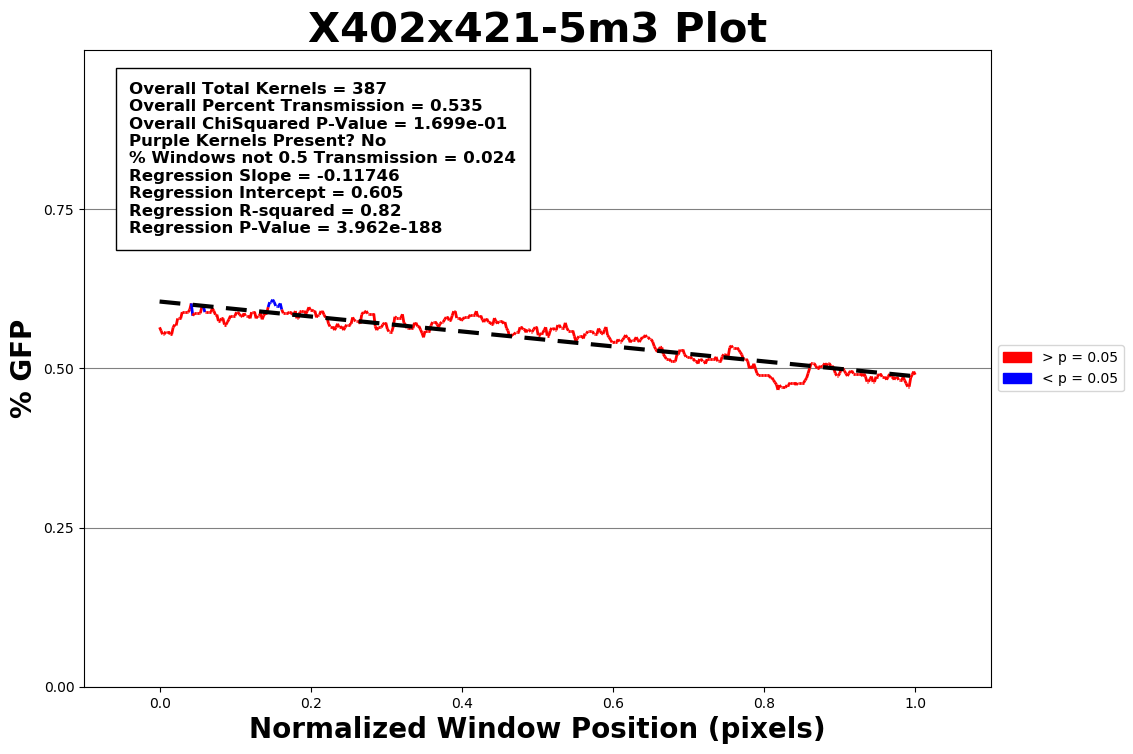 X402x421-5m3 Plot
Overall Total Kernels = 387
Overall Percent Transmission = 0.535
Overall ChiSquared P-Value = 1.699e-01
Purple Kernels Present? No
% Windows not 0.5 Transmission = 0.024
Regression Slope = -0.11746
Regression Intercept = 0.605
Regression R-squared = 0.82
Regression P-Value = 3.962e-188
% GFP
0.75
0.50
0.25
0.00
> p = 0.05
< p = 0.05
0.0 0.2 0.4 0.6 0.8 1.0
Normalized Window Position (pixels)